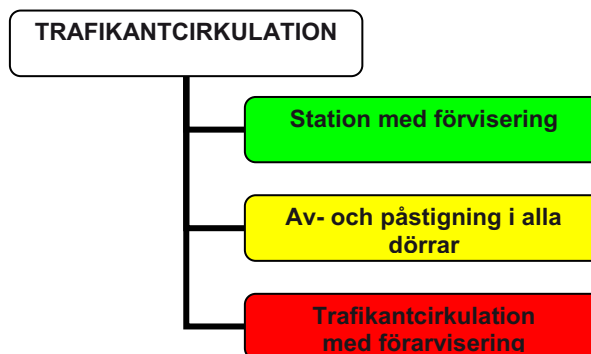 TRAFIKANTCIRKULATION
Station med förvisering
Av- och påstigning i alla
dörrar
Trafikantcirkulation
med förarvisering